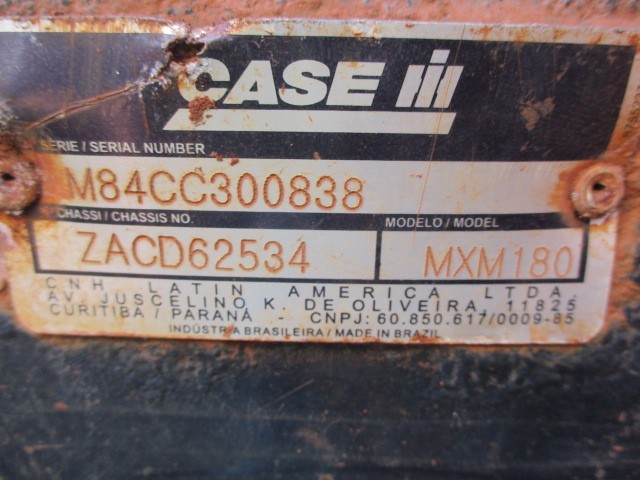 CASE IH
SERIE / SERIAL NUMBER
M84CC300838
CHASSI / CHASSIS NO.
ZACD62534
MODELO / MODEL
MXM180
CNH LATIN AMERICA LTDA.
AV. JUSCELINO K. DE OLIVEIRA, 11825
CURITIBA / PARANÁ - CNPJ: 60.850.617/0009-85
INDÚSTRIA BRASILEIRA / MADE IN BRAZIL